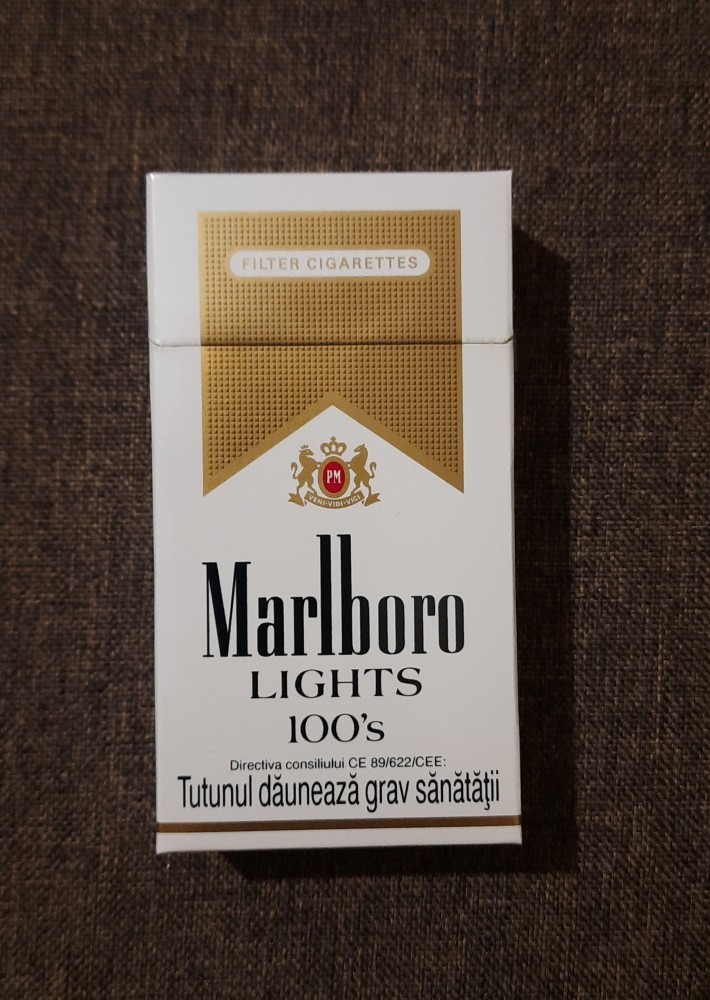 FILTER CIGARETTES
PM
VENI·VIDI·VICI
Marlboro
LIGHTS
100's
Directiva consiliului CE 89/622/CEE:
Tutunul dăunează grav sănătăţii